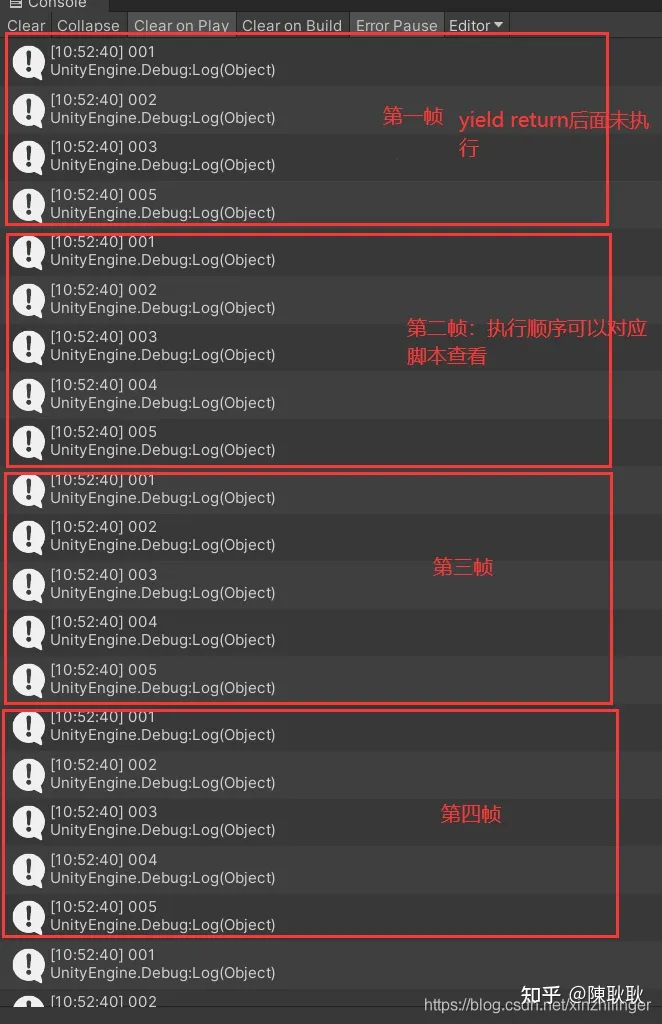 Console
Clear Collapse Clear on Play Clear on Build Error Pause Editor
[10:52:40] 001
UnityEngine.Debug:Log(Object)
[10:52:40] 002
UnityEngine.Debug:Log(Object)
第一帧
yield return后面未执
行
[10:52:40] 003
UnityEngine.Debug:Log(Object)
[10:52:40] 005
UnityEngine.Debug:Log(Object)
[10:52:40] 001
UnityEngine.Debug:Log(Object)
[10:52:40] 002
UnityEngine.Debug:Log(Object)
第二帧：执行顺序可以对应
脚本查看
[10:52:40] 003
UnityEngine.Debug:Log(Object)
[10:52:40] 004
UnityEngine.Debug:Log(Object)
[10:52:40] 005
UnityEngine.Debug:Log(Object)
[10:52:40] 001
UnityEngine.Debug:Log(Object)
[10:52:40] 002
UnityEngine.Debug:Log(Object)
第三帧
[10:52:40] 003
UnityEngine.Debug:Log(Object)
[10:52:40] 004
UnityEngine.Debug:Log(Object)
[10:52:40] 005
UnityEngine.Debug:Log(Object)
[10:52:40] 001
UnityEngine.Debug:Log(Object)
[10:52:40] 002
UnityEngine.Debug:Log(Object)
[10:52:40] 003
UnityEngine.Debug:Log(Object)
第四帧
[10:52:40] 004
UnityEngine.Debug:Log(Object)
[10:52:40] 005
UnityEngine.Debug:Log(Object)
[10:52:40] 001
UnityEngine.Debug:Log(Object)
[10:52:40] 002
知乎 @陳耿耿
https://blog.csdn.net/xinzhilinger